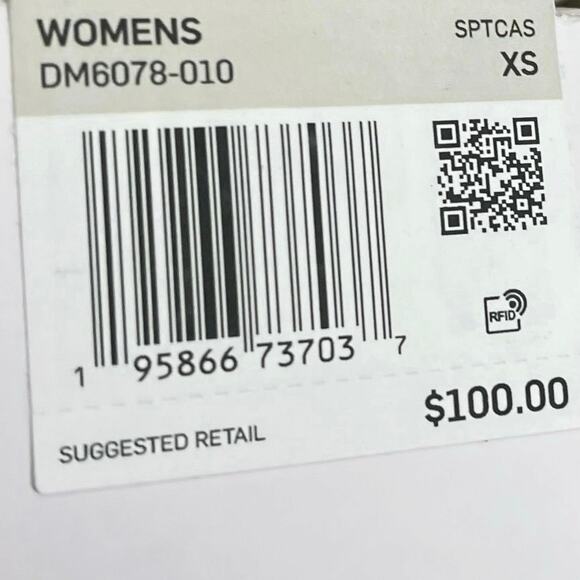 WOMENS
SPTCAS
DM6078-010
XS
RFID
1 95866 73703 7
$100.00
SUGGESTED RETAIL